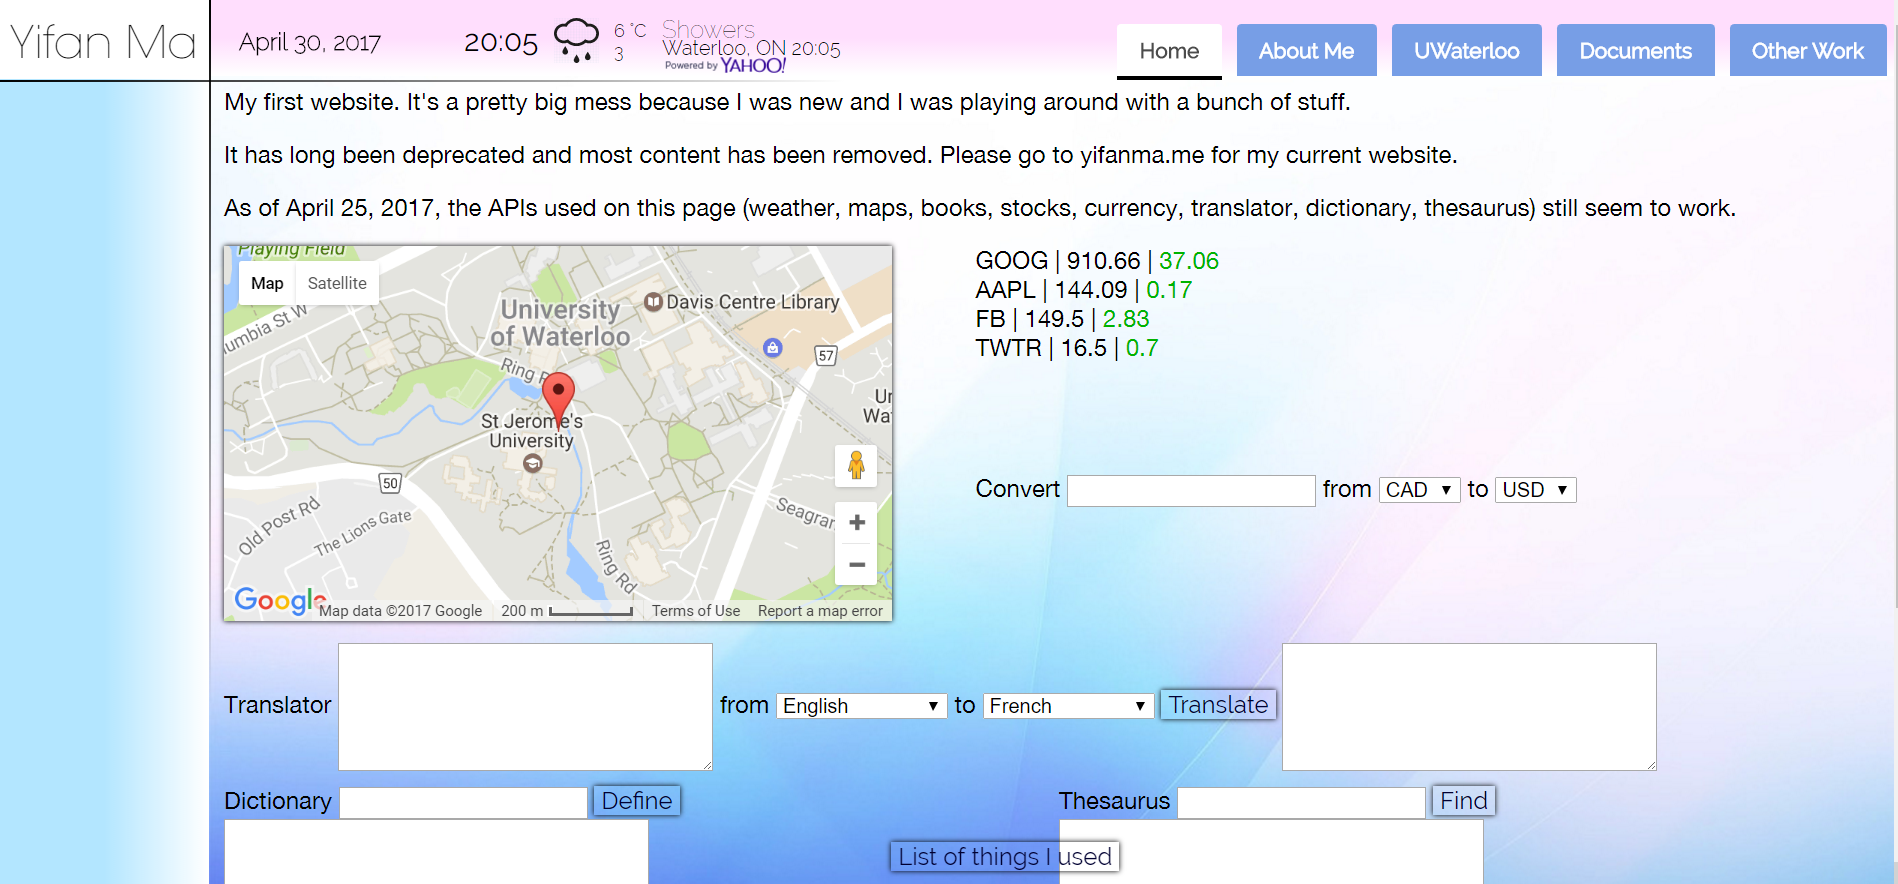 Yifan Ma
April 30, 2017
20:05
6 °C
3
Showers
Waterloo, ON 20:05
Powered by YAHOO!
Home
About Me
UWaterloo
Documents
Other Work
My first website. It's a pretty big mess because I was new and I was playing around with a bunch of stuff.
It has long been deprecated and most content has been removed. Please go to yifanma.me for my current website.
As of April 25, 2017, the APIs used on this page (weather, maps, books, stocks, currency, translator, dictionary, thesaurus) still seem to work.
Playing Field
Map
Satellite
umbia St W
University
of Waterloo
Davis Centre Library
57
Ring R
Un
Wa
St Jerome's
University
50
Old Post Rd
The Lions Gate
Seagra
Ring Rd
Google
Map data ©2017 Google
200 m
Terms of Use
Report a map error
GOOG | 910.66 | 37.06
AAPL | 144.09 | 0.17
FB | 149.5 | 2.83
TWTR | 16.5 | 0.7
Convert
from
CAD
to
USD
Translator
from
English
to
French
Translate
Dictionary
Define
Thesaurus
Find
List of things I used